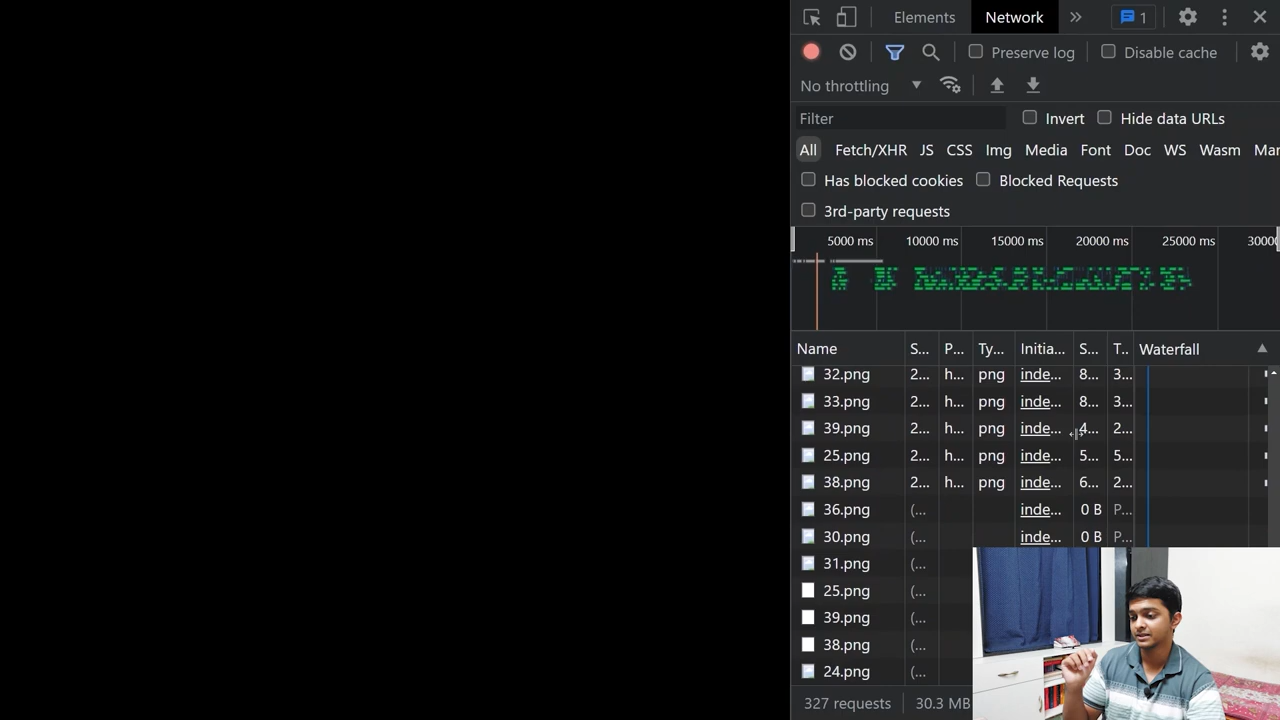 Elements Network 1
Preserve log Disable cache
No throttling
Filter Invert Hide data URLs
All Fetch/XHR JS CSS Img Media Font Doc WS Wasm Mar
Has blocked cookies Blocked Requests
3rd-party requests
5000 ms 10000 ms 15000 ms 20000 ms 25000 ms 30000
Name S... P... Ty... Initia... S... T.. Waterfall
32.png 2... h... png inde... 8... 3...
33.png 2... h... png inde... 8... 3...
39.png 2... h... png inde... 4... 2...
25.png 2... h... png inde... 5... 5...
38.png 2... h... png inde... 6... 2...
36.png (... inde... 0 B P...
30.png (... inde... 0 B P...
31.png (...
25.png (...
39.png (...
38.png (...
24.png (...
327 requests 30.3 MB